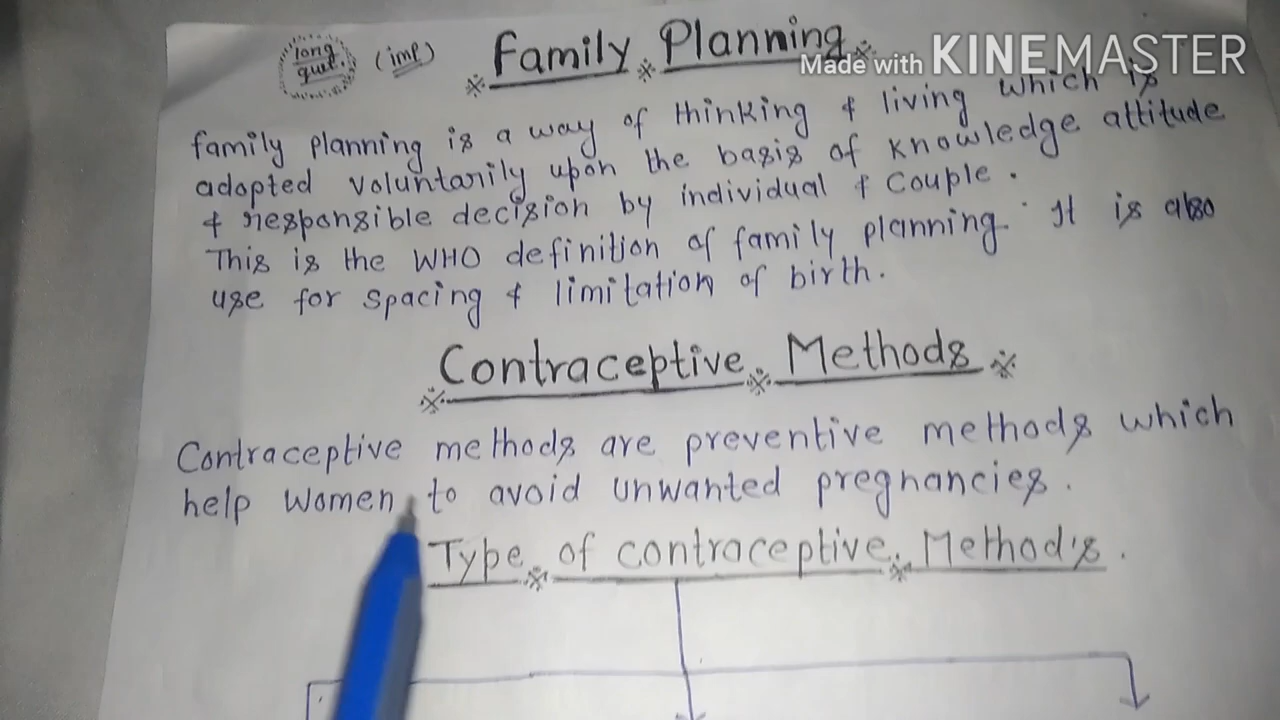 long
quet.
(imp)
Family Planning
Made with KINEMASTER
family planning is a way of thinking & living which is
adopted voluntarily upon the basis of knowledge attitude
& responsible decision by individual & couple.
This is the WHO definition of family planning. It is also
use for spacing & limitation of birth.
Contraceptive Methods
Contraceptive methods are preventive methods which
help women to avoid unwanted pregnancies.
Type of contraceptive Method's.